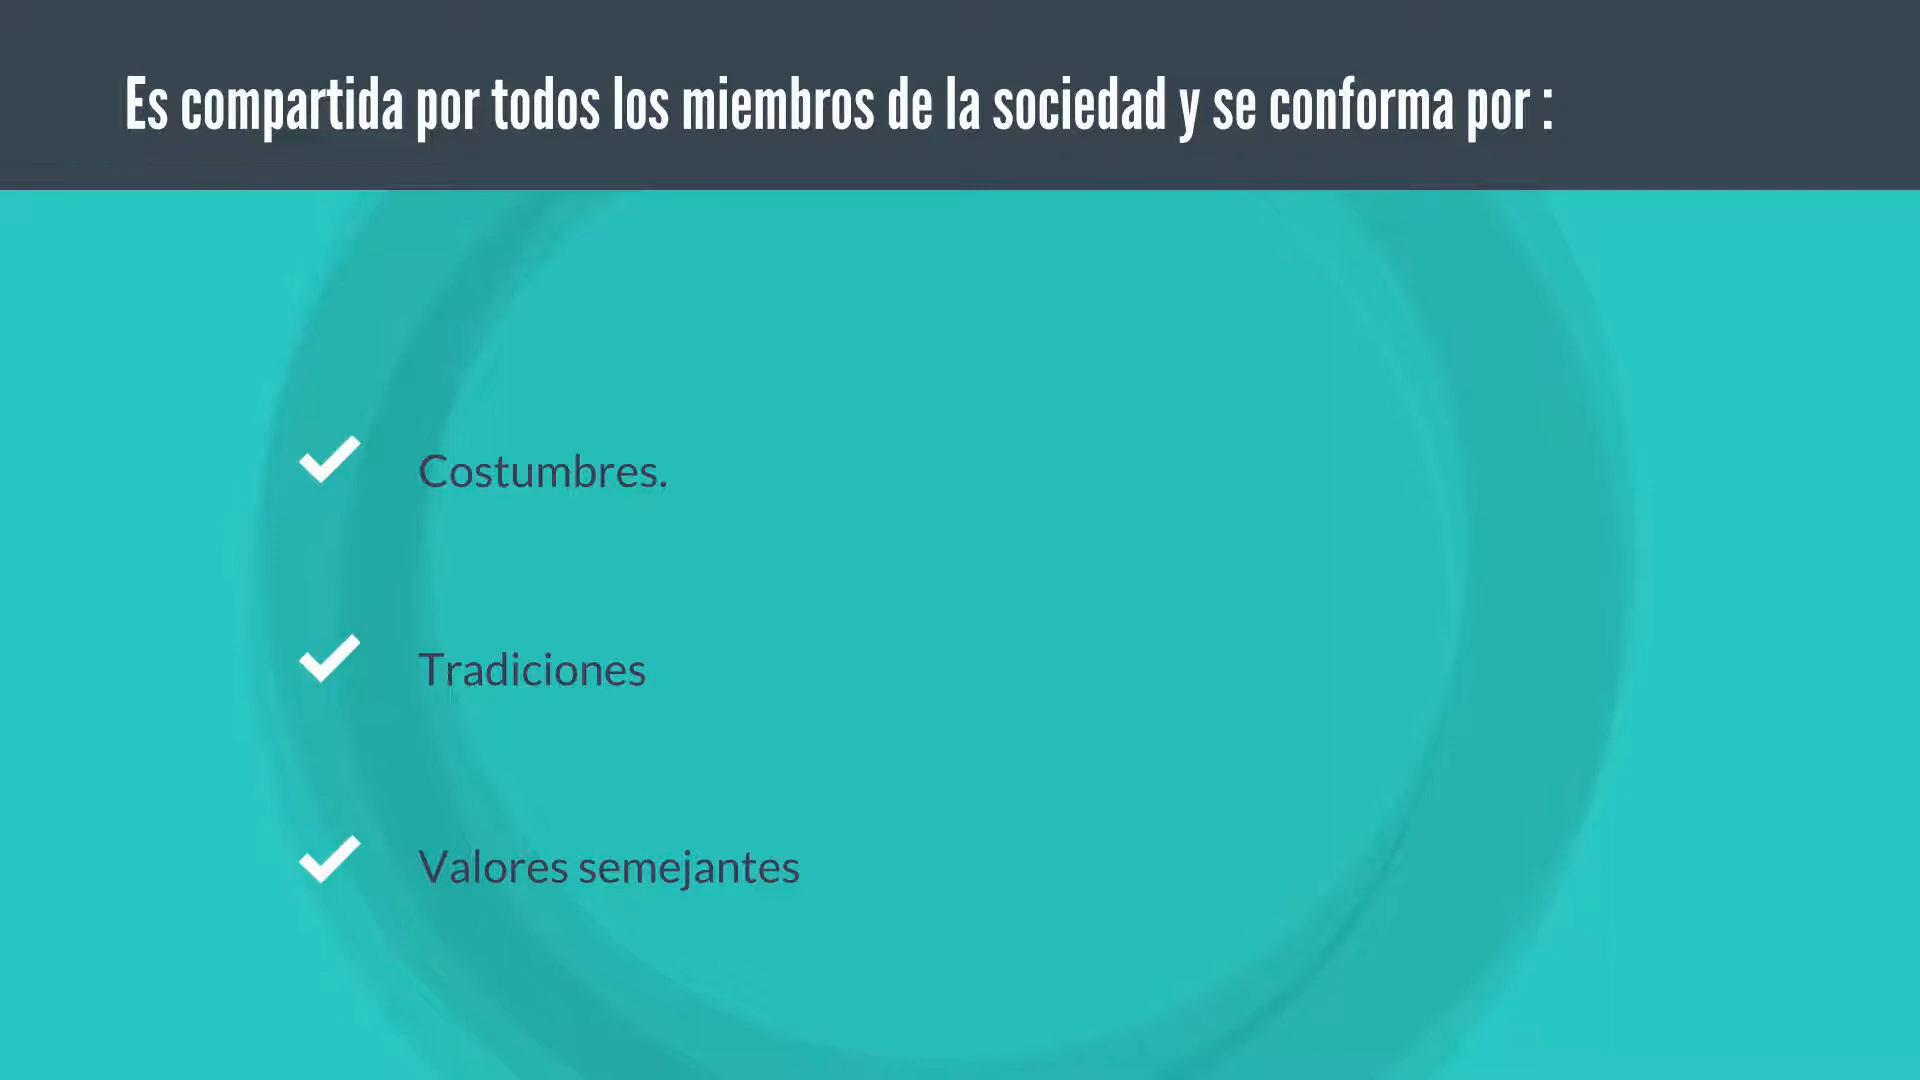 Es compartida por todos los miembros de la sociedad y se conforma por :
Costumbres.
Tradiciones
Valores semejantes